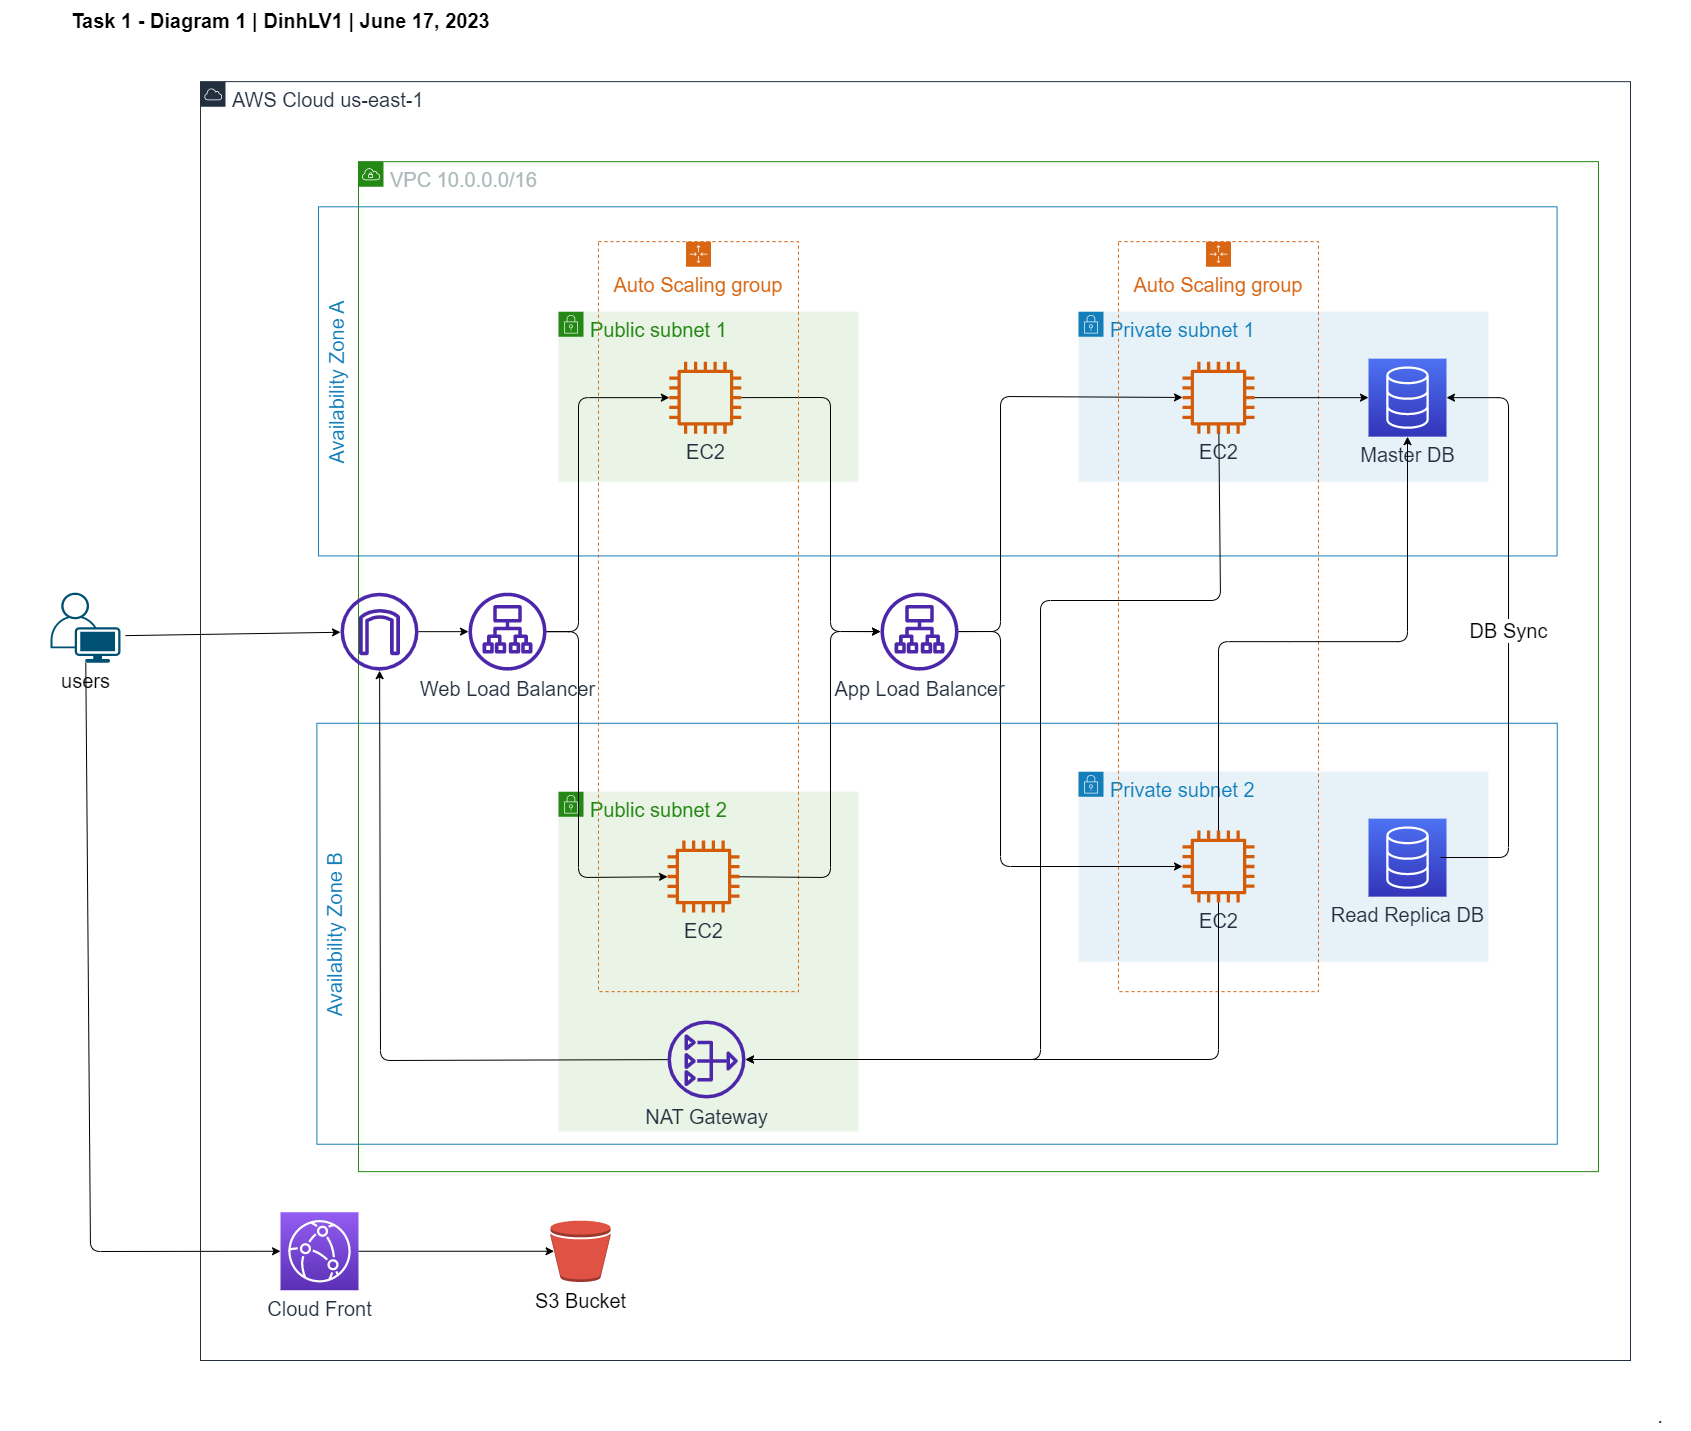 Task 1 - Diagram 1 | DinhLV1 | June 17, 2023
AWS Cloud us-east-1
VPC 10.0.0.0/16
Availability Zone A
Auto Scaling group
Auto Scaling group
Public subnet 1
Private subnet 1
EC2
EC2
Master DB
users
Web Load Balancer
App Load Balancer
DB Sync
Availability Zone B
Public subnet 2
Private subnet 2
EC2
EC2
Read Replica DB
NAT Gateway
Cloud Front
S3 Bucket
.